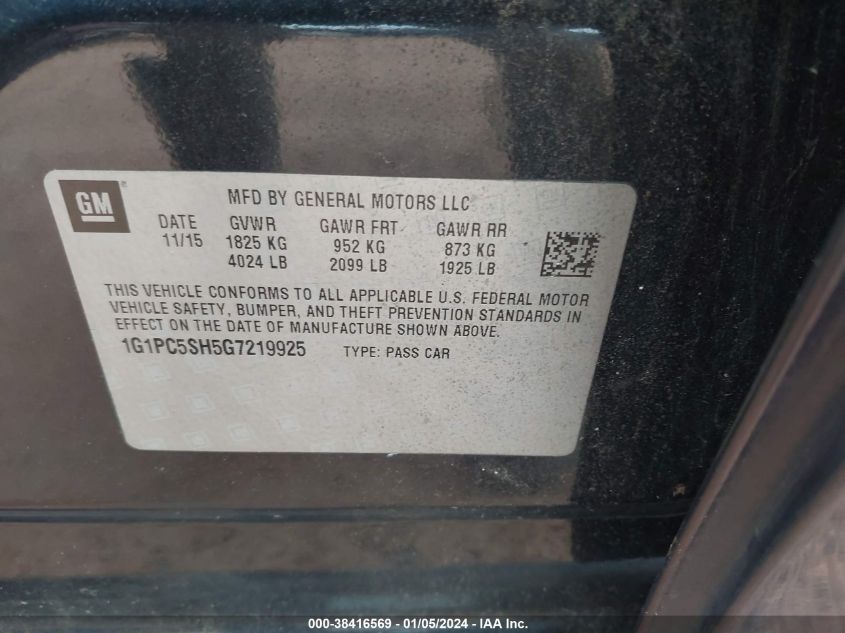 GM
MFD BY GENERAL MOTORS LLC
DATE GVWR GAWR FRT GAWR RR
11/15 1825 KG 952 KG 873 KG
4024 LB 2099 LB 1925 LB
THIS VEHICLE CONFORMS TO ALL APPLICABLE U.S. FEDERAL MOTOR
VEHICLE SAFETY, BUMPER, AND THEFT PREVENTION STANDARDS IN
EFFECT ON THE DATE OF MANUFACTURE SHOWN ABOVE.
1G1PC5SH5G7219925 TYPE: PASS CAR
000-38416569 - 01/05/2024 - © IAA Inc.